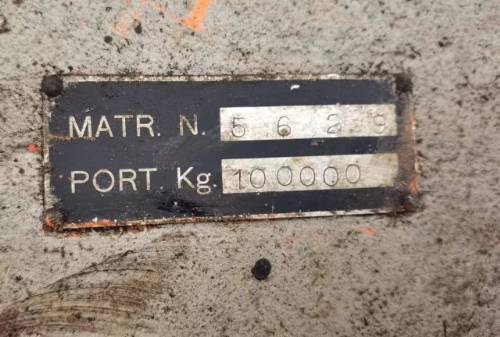 MATR. N. 5 6 2 9
PORT Kg. 100000